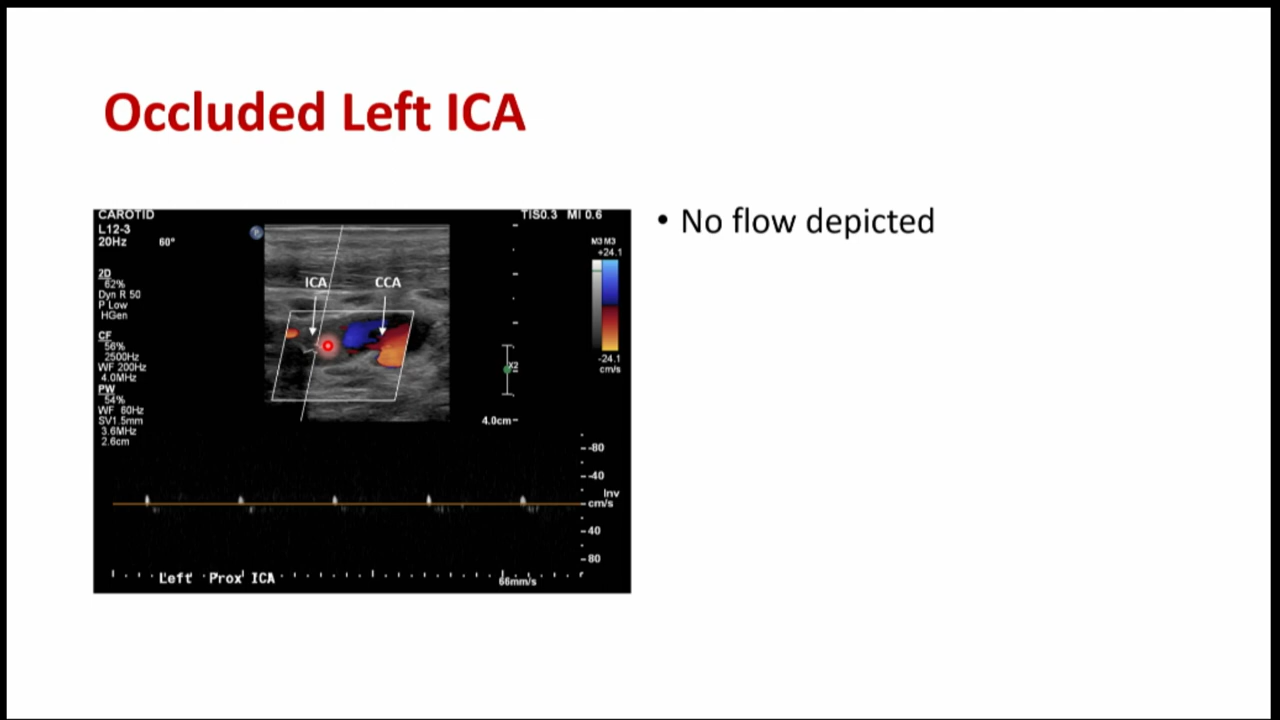 Occluded Left ICA
• No flow depicted
CAROTID
TIS0.3 MI 0.6
L12-3
20Hz 60°
P
M3 M3
+24.1
2D
62%
Dyn R 50
P Low
HGen
ICA
CCA
CF
56%
2500Hz
WF 200Hz
4.0MHz
-24.1
cm/s
X2
PW
54%
WF 60Hz
SV1.5mm
3.6MHz
2.6cm
4.0cm
-80
-40
Inv
cm/s
40
80
Left Prox ICA
66mm/s